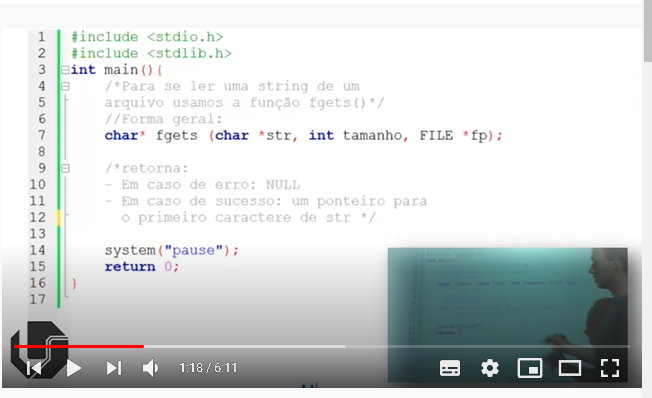 1 #include <stdio.h>
2 #include <stdlib.h>
3 int main(){
4 /*Para se ler uma string de um
5 arquivo usamos a função fgets()*/
6 //Forma geral:
7 char* fgets (char *str, int tamanho, FILE *fp);
8
9 /*retorna:
10 - Em caso de erro: NULL
11 - Em caso de sucesso: um ponteiro para
12 o primeiro caractere de str */
13
14 system("pause");
15 return 0;
16 }
17
1:18 / 6:11